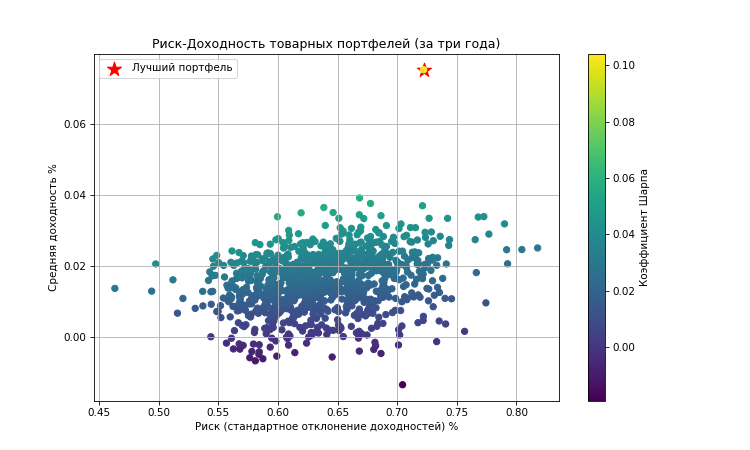 Риск-Доходность товарных портфелей (за три года)
Лучший портфель
Средняя доходность %
0.06
0.04
0.02
0.00
0.45 0.50 0.55 0.60 0.65 0.70 0.75 0.80
Риск (стандартное отклонение доходностей) %
0.10
0.08
0.06
0.04
0.02
0.00
Коэффициент Шарпа